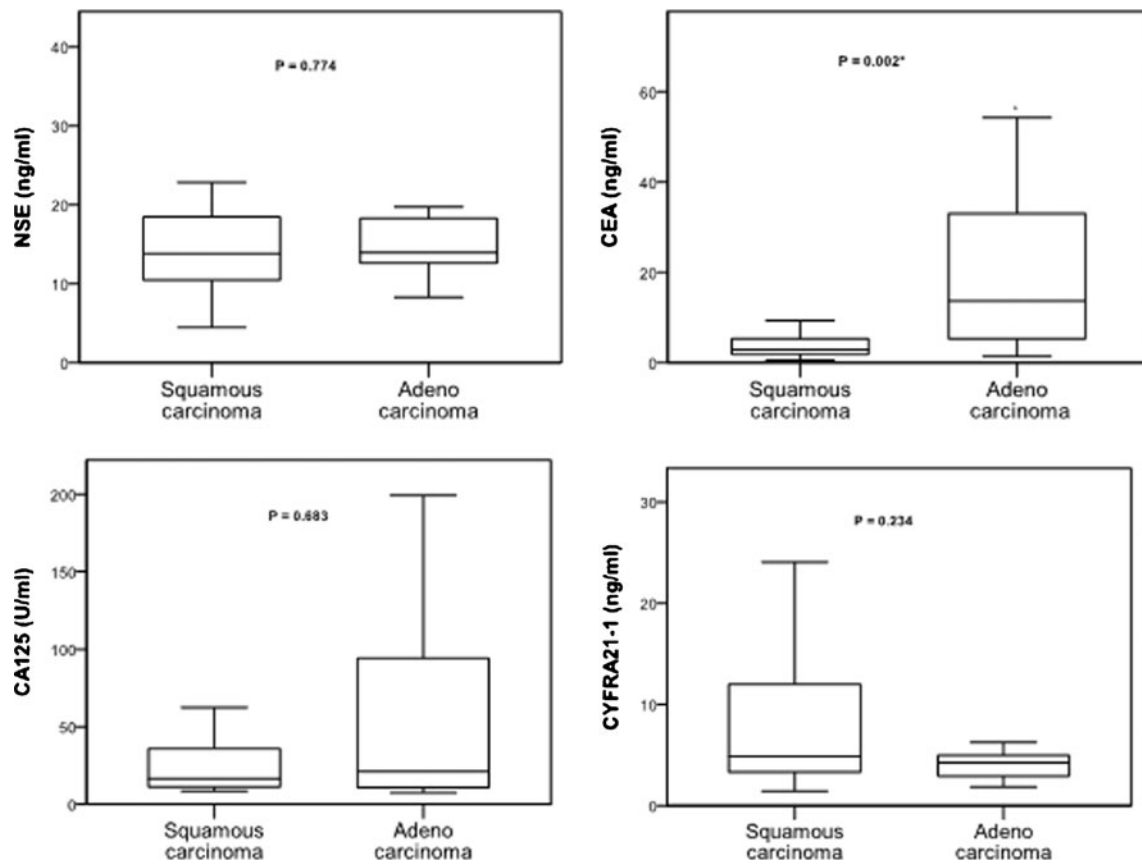 NSE (ng/ml)
40
30
20
10
0
P = 0.774
Squamous
carcinoma
Adeno
carcinoma
CEA (ng/ml)
60
40
20
0
P = 0.002*
Squamous
carcinoma
Adeno
carcinoma
CA125 (U/ml)
200
150
100
50
0
P = 0.683
Squamous
carcinoma
Adeno
carcinoma
CYFRA21-1 (ng/ml)
30
20
10
0
P = 0.234
Squamous
carcinoma
Adeno
carcinoma